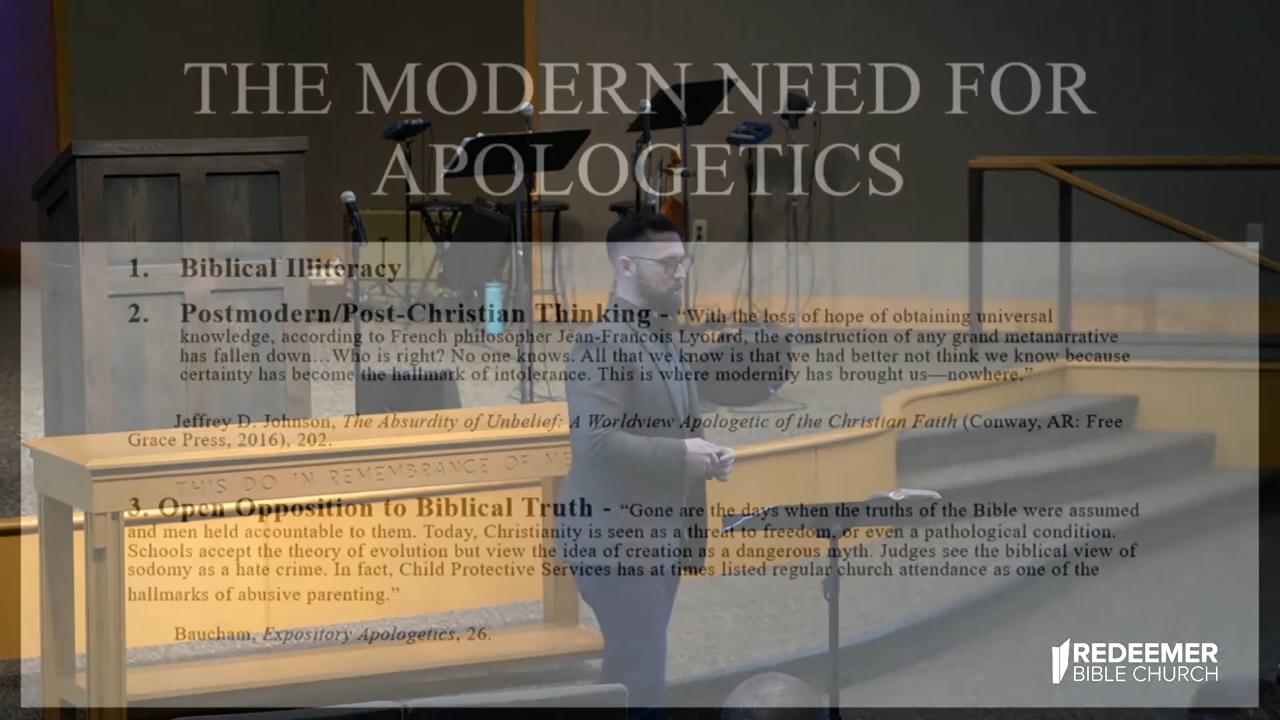 THE MODERN NEED FOR
APOLOGETICS
1. Biblical Illiteracy
2. Postmodern/Post-Christian Thinking - “With the loss of hope of obtaining universal
knowledge, according to French philosopher Jean-Francois Lyotard, the construction of any grand metanarrative
has fallen down…Who is right? No one knows. All that we know is that we had better not think we know because
certainty has become the hallmark of intolerance. This is where modernity has brought us—nowhere.”
Jeffrey D. Johnson, The Absurdity of Unbelief: A Worldview Apologetic of the Christian Faith (Conway, AR: Free
Grace Press, 2016), 202.
THIS DO IN REMEMBRANCE OF ME
3. Open Opposition to Biblical Truth - “Gone are the days when the truths of the Bible were assumed
and men held accountable to them. Today, Christianity is seen as a threat to freedom, or even a pathological condition.
Schools accept the theory of evolution but view the idea of creation as a dangerous myth. Judges see the biblical view of
sodomy as a hate crime. In fact, Child Protective Services has at times listed regular church attendance as one of the
hallmarks of abusive parenting.”
Baucham, Expository Apologetics, 26.
REDEEMER
BIBLE CHURCH